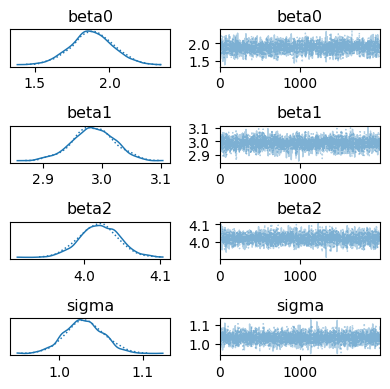 beta0 beta0
2.0
1.5
1.5 2.0 0 1000
beta1 beta1
3.1
3.0
2.9
2.9 3.0 3.1 0 1000
beta2 beta2
4.1
4.0
4.0 4.1 0 1000
sigma sigma
1.1
1.0
1.0 1.1 0 1000